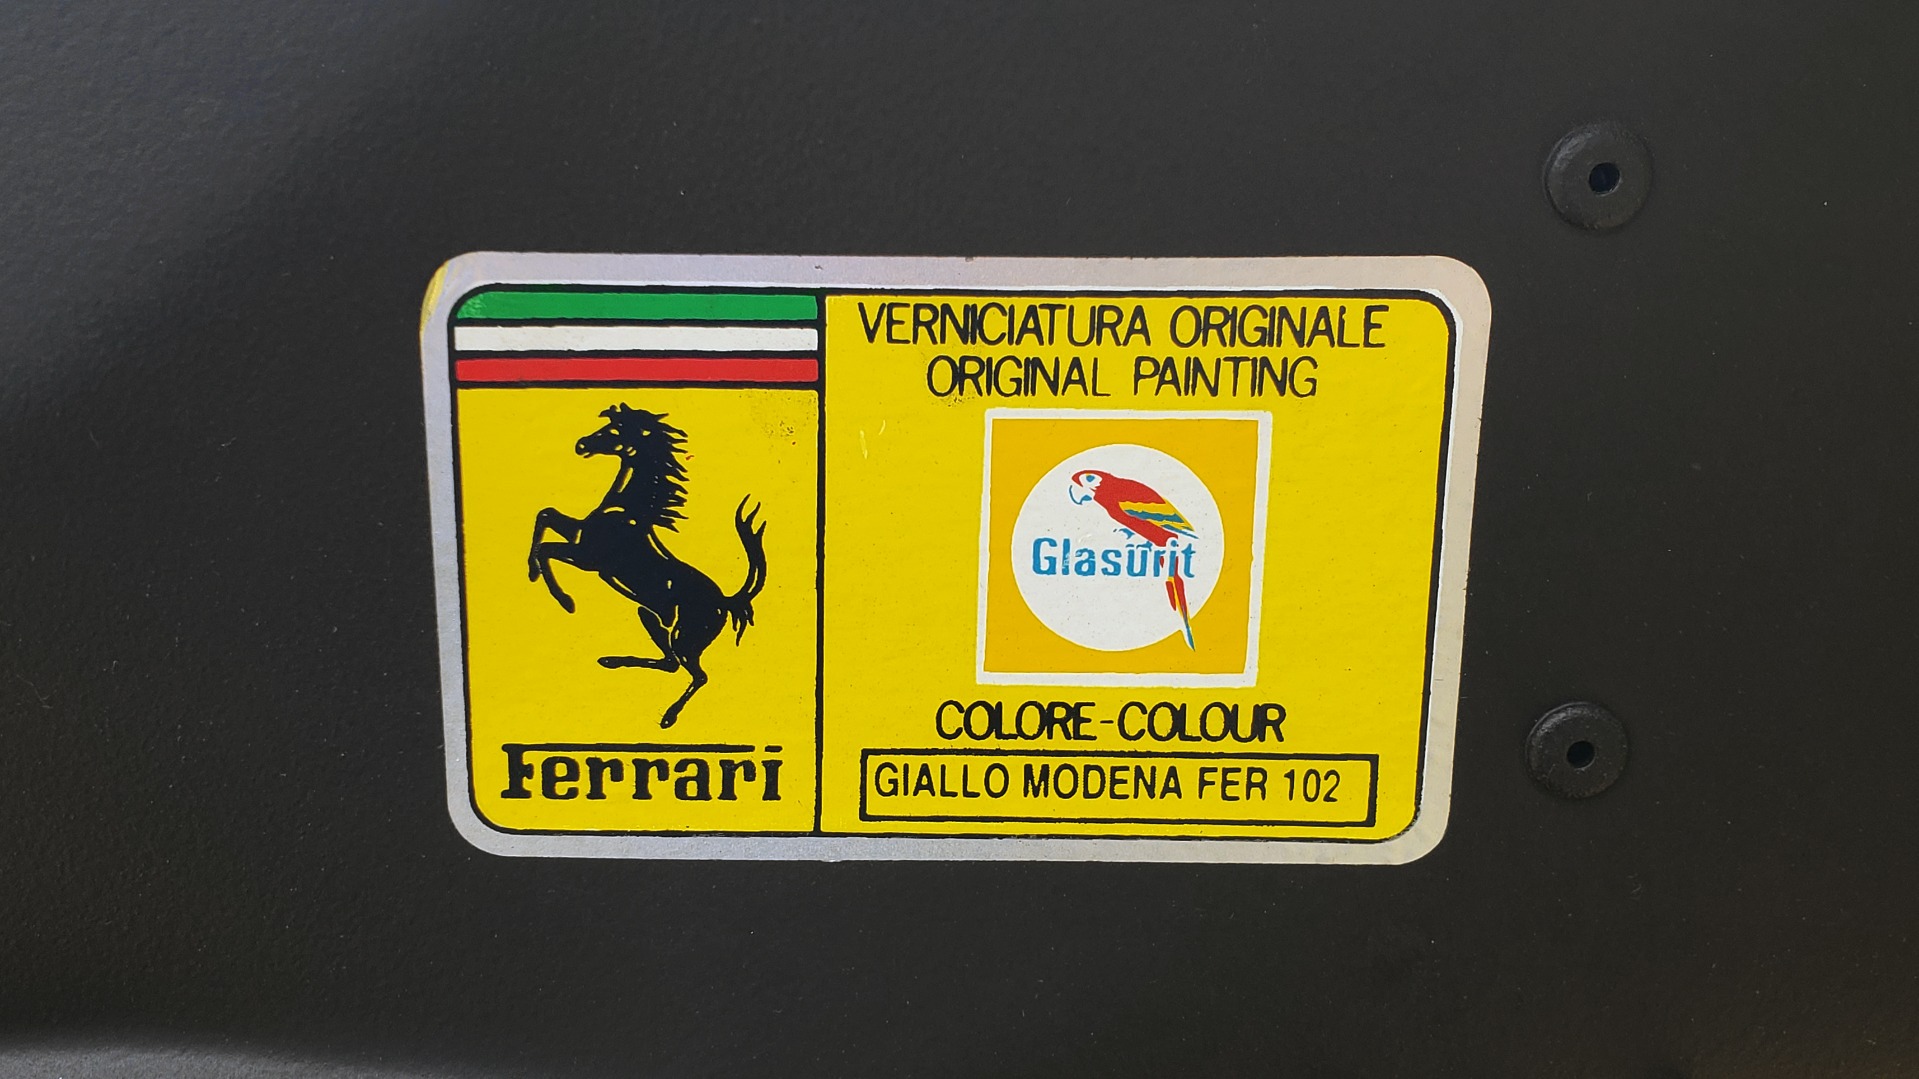 VERNICIATURA ORIGINALE
ORIGINAL PAINTING
Glasurit
COLORE-COLOUR
GIALLO MODENA FER 102
Ferrari